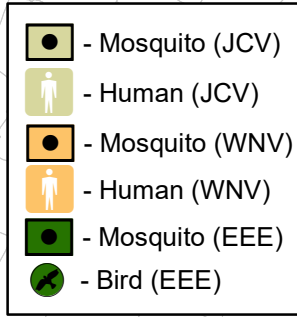 - Mosquito (JCV)
- Human (JCV)
- Mosquito (WNV)
- Human (WNV)
- Mosquito (EEE)
- Bird (EEE)